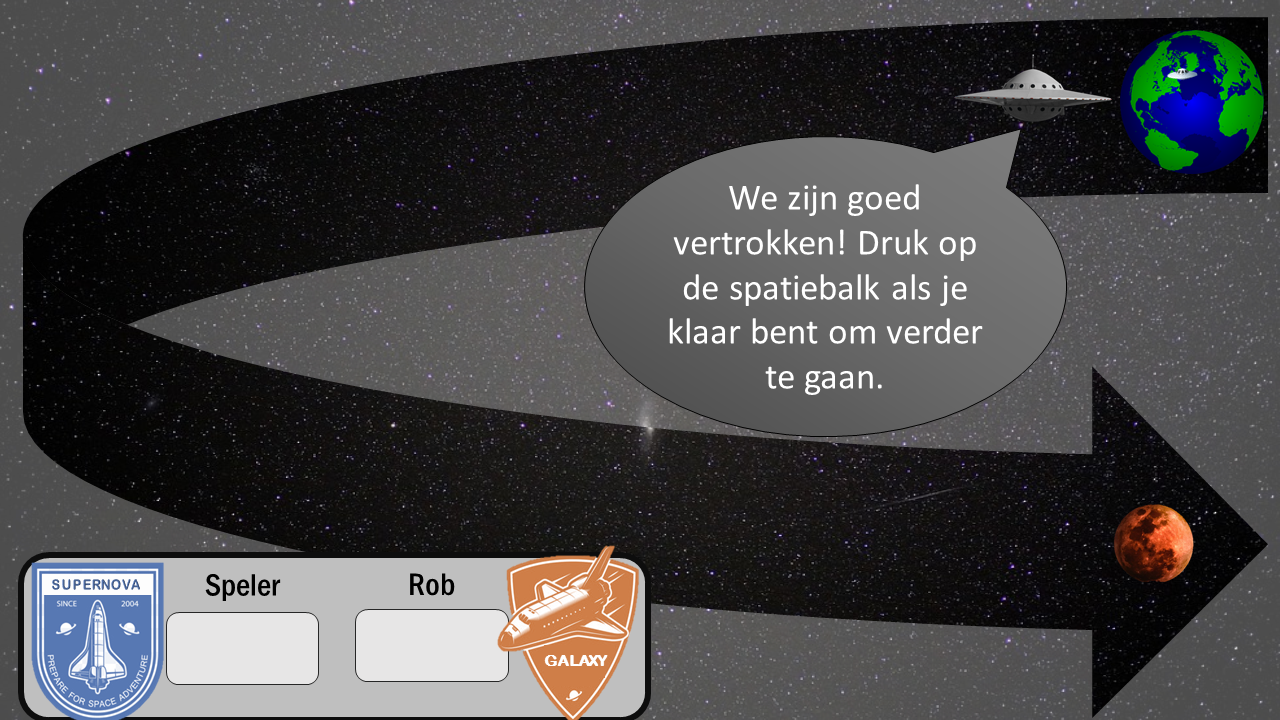 We zijn goed
vertrokken! Druk op
de spatiebalk als je
klaar bent om verder
te gaan.
Speler
Rob
SUPERNOVA
SINCE 2004
PREPARE FOR SPACE ADVENTURE
GALAXY